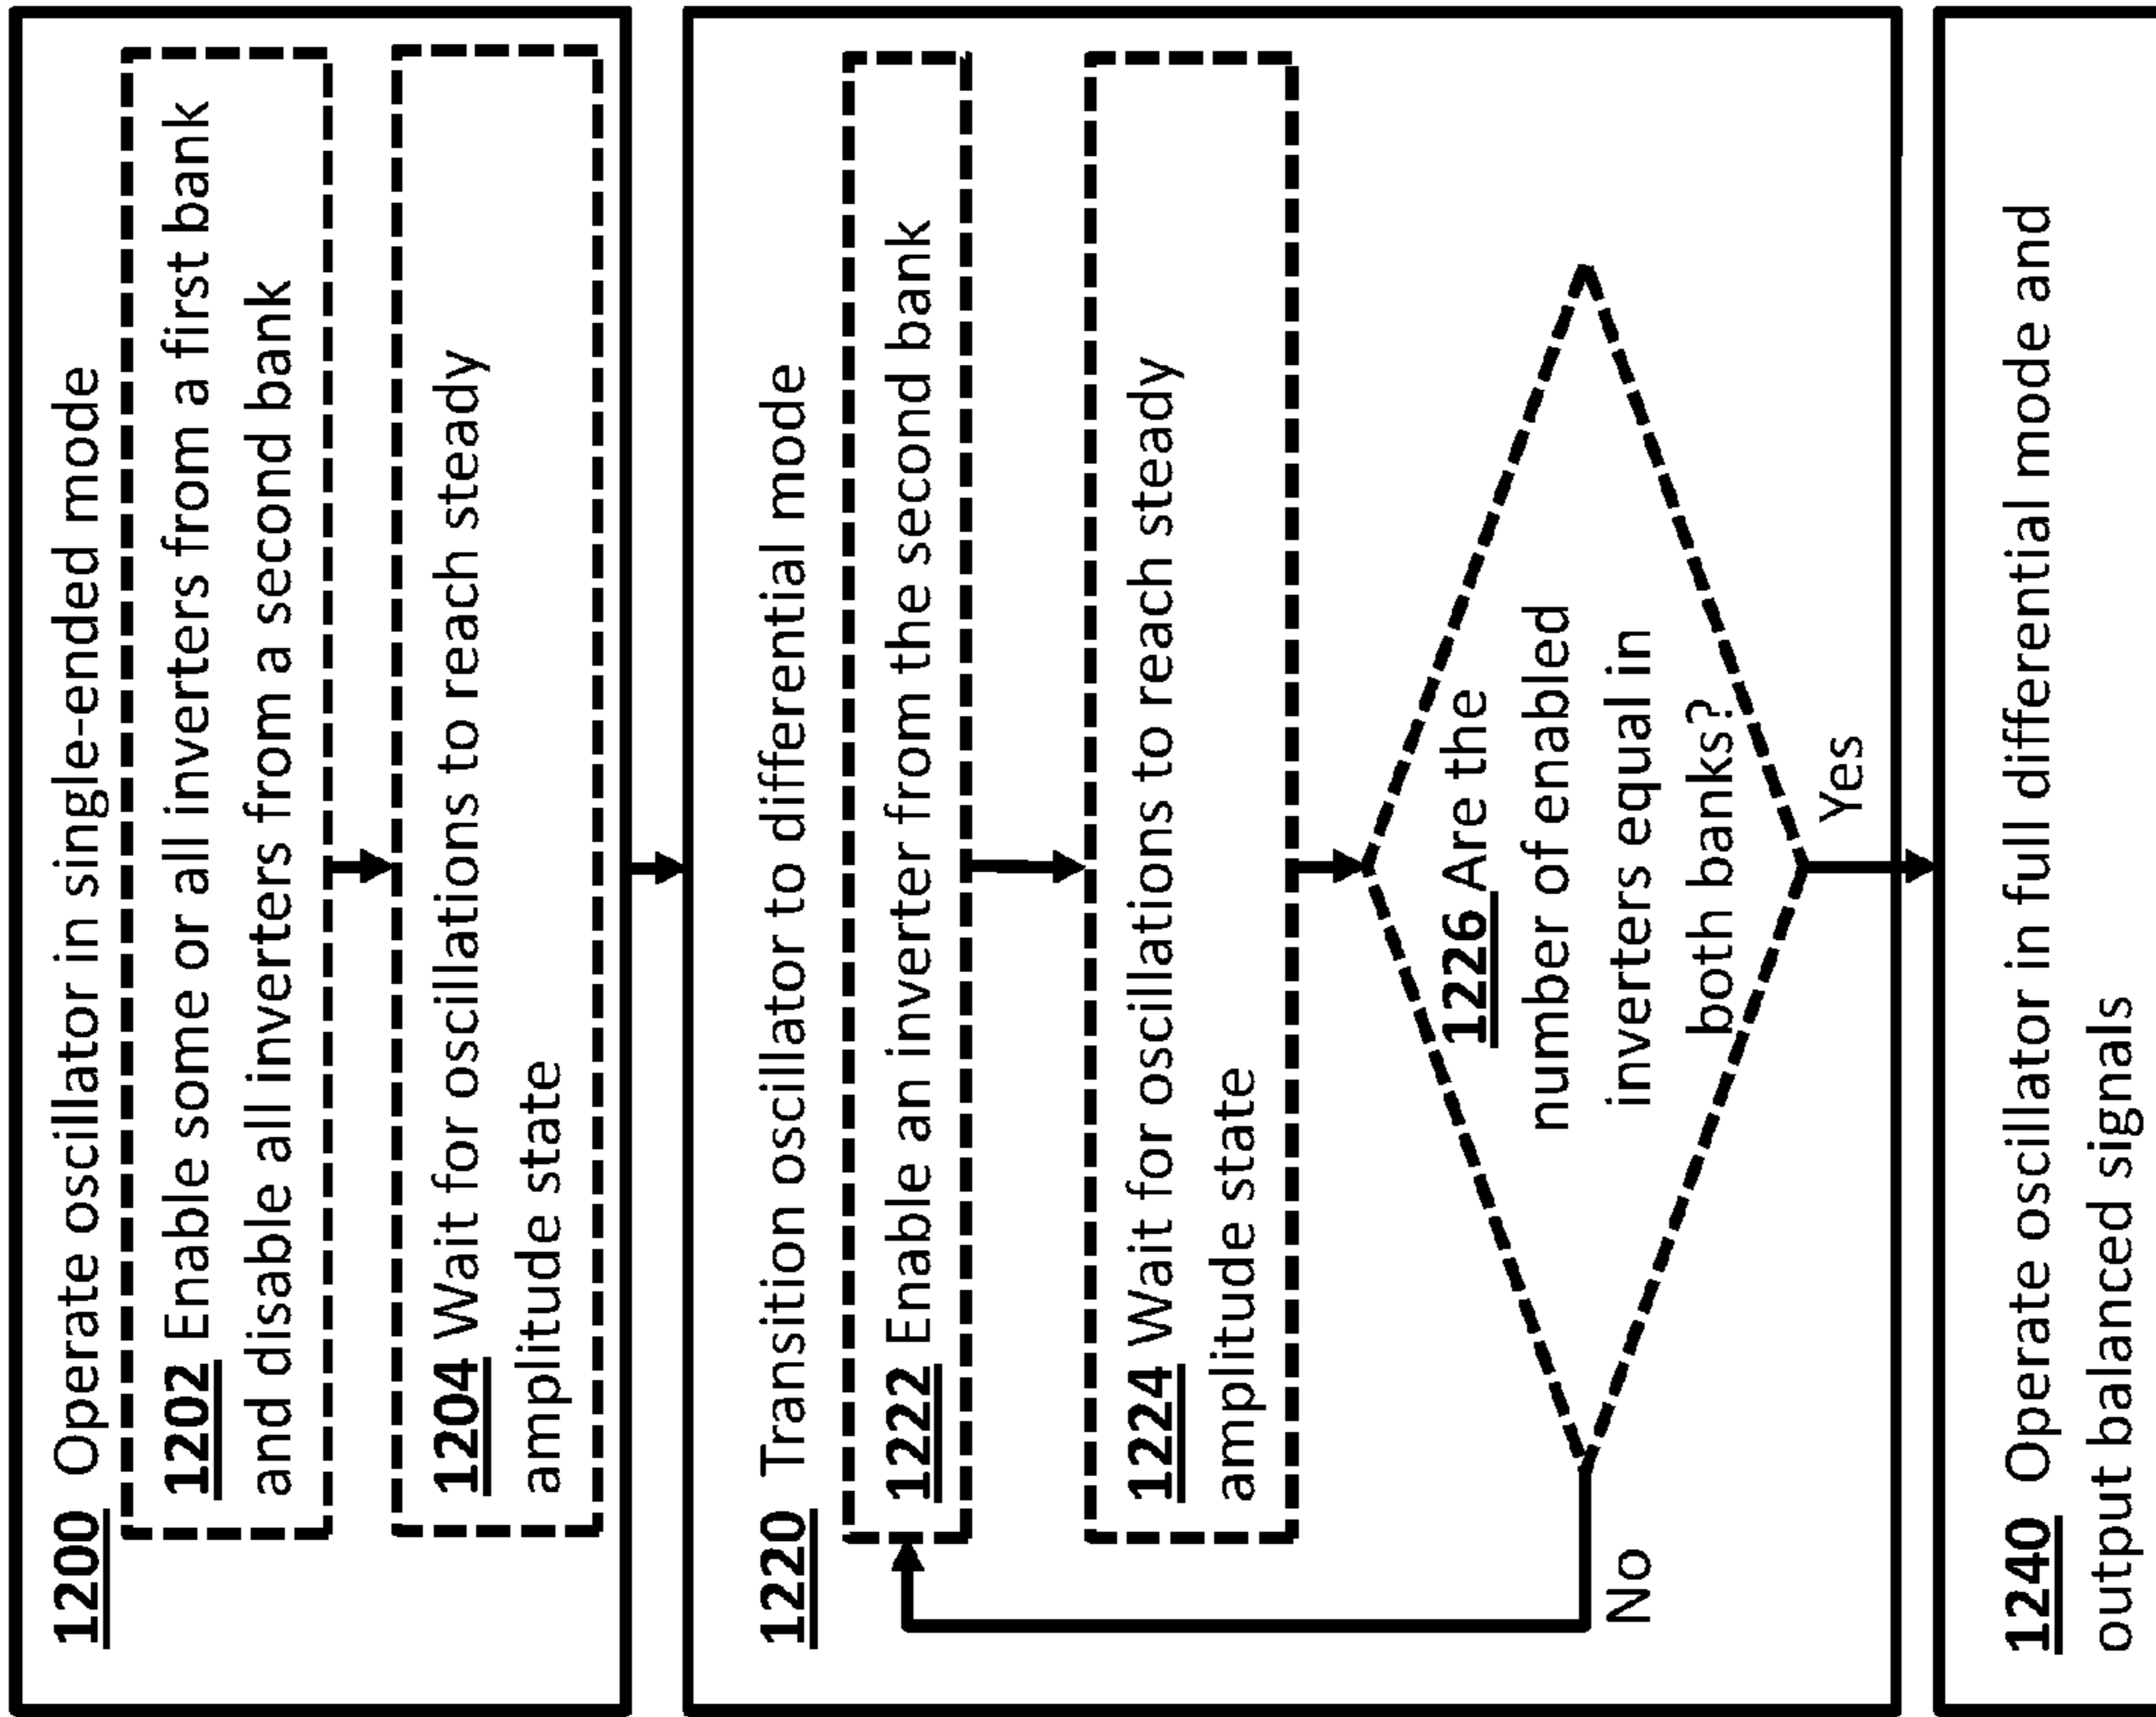 1200 Operate oscillator in single-ended mode
1202 Enable some or all inverters from a first bank
and disable all inverters from a second bank
1204 Wait for oscillations to reach steady
amplitude state
1220 Transition oscillator to differential mode
1222 Enable an inverter from the second bank
1224 Wait for oscillations to reach steady
amplitude state
1226 Are the
number of enabled
inverters equal in
both banks?
No
Yes
1240 Operate oscillator in full differential mode and
output balanced signals